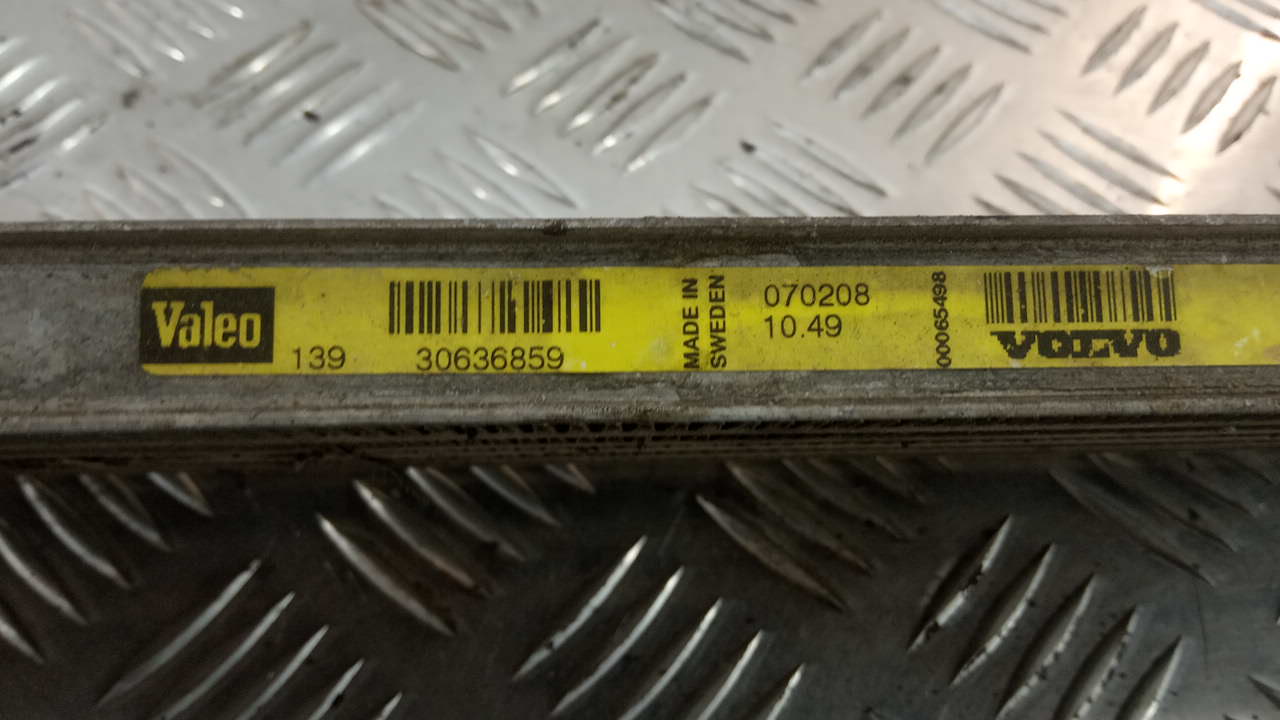 Valeo
139
30636859
MADE IN
SWEDEN
070208
10.49
00065498
VOLVO